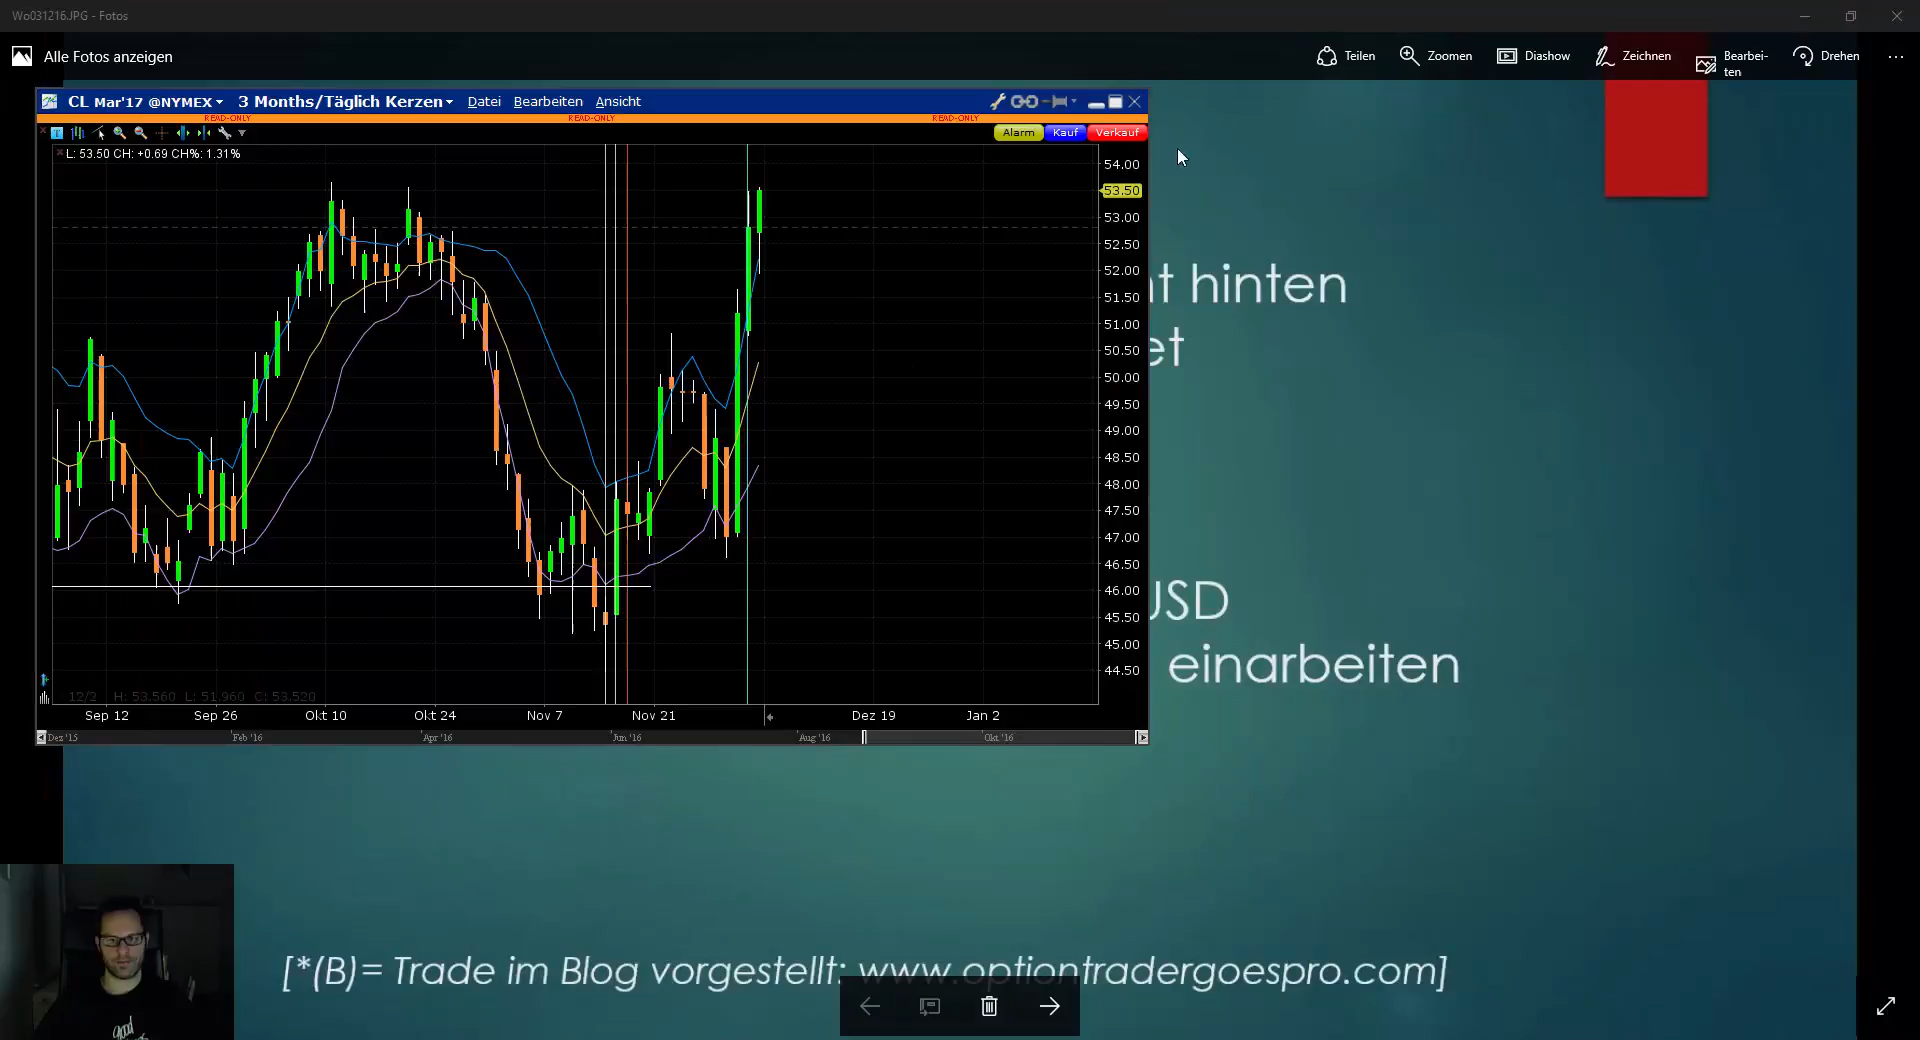 Wo031216.JPG - Fotos
Alle Fotos anzeigen
Teilen
Zoomen
Diashow
Zeichnen
Bearbei-
ten
Drehen
CL Mar'17 @NYMEX
3 Months/Täglich Kerzen
Datei
Bearbeiten
Ansicht
READ-ONLY
READ-ONLY
READ-ONLY
Alarm
Kauf
Verkauf
L: 53.50 CH: +0.69 CH%: 1.31%
54.00
53.50
53.00
52.50
52.00
51.50
51.00
50.50
50.00
49.50
49.00
48.50
48.00
47.50
47.00
46.50
46.00
45.50
45.00
44.50
12/2 H: 53.560 L: 51.960 C: 53.520
Sep 12
Sep 26
Okt 10
Okt 24
Nov 7
Nov 21
Dez 19
Jan 2
Dez '15
Feb '16
Apr '16
Jun '16
Aug '16
Okt '16
hinten
einarbeiten
[*(B)= Trade im Blog vorgestellt: www.optiontradergoespro.com]
good